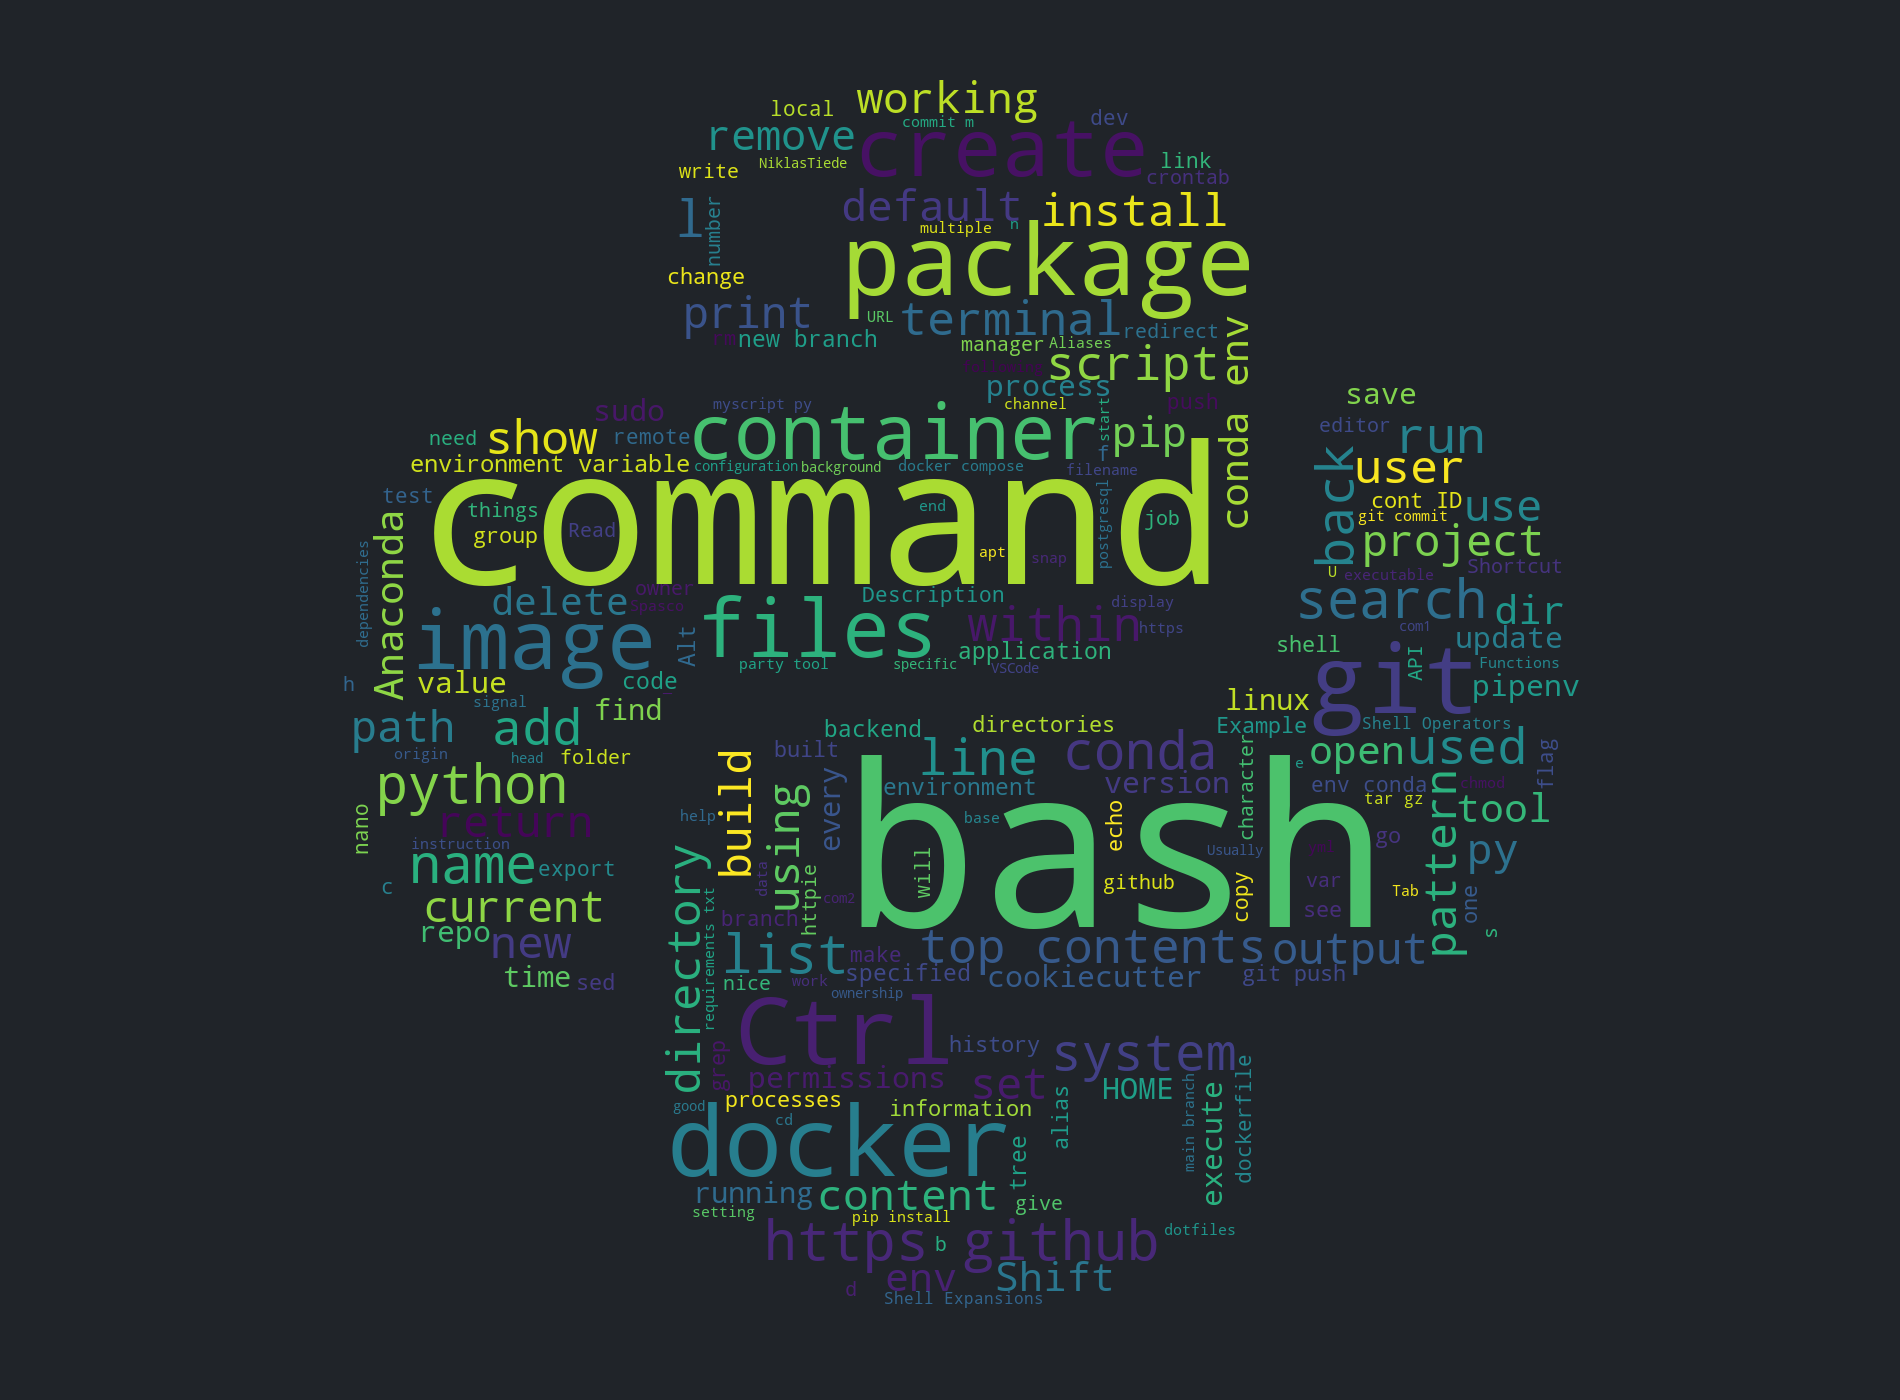 working
local
commit m
dev
remove
create
NiklasTiede
link
write
crontab
l
number
default
install
multiple
n
package
change
print
URL
terminal
redirect
new branch
manager
Aliases
script
conda env
process
save
myscript py
channel
push
sudo
start
editor
need
show
remote
container
f
pip
run
environment variable
configuration
background
docker compose
filename
back
user
command
test
cont ID
use
things
end
postgresql
job
git commit
group
Read
project
Anaconda
dependencies
apt
snap
U
executable
Shortcut
owner
Description
delete
Spasco
files
display
search
dir
image
within
https
com1
Alt
application
shell
update
party tool
specific
VSCode
API
Functions
h
value
code
git
pipenv
signal
find
linux
path
add
backend
directories
Example
Shell Operators
origin
head
folder
build
built
line
conda
character
open
used
flag
python
using
every
environment
version
e
env conda
chmod
bash
tar gz
pattern
tool
nano
return
help
base
echo
set
go
instruction
directory
will
Usually
name
export
data
httpie
github
copy
var
py
c
requirements txt
com2
Tab
one
current
branch
see
s
repo
new
list
make
top
contents
output
time
sed
nice
work
specified
cookiecutter
git push
ownership
Ctrl
grep
history
system
permissions
set
HOME
main branch
execute
dockerfile
good
processes
information
alias
cd
docker
tree
running
content
give
setting
pip install
dotfiles
https
b
github
d
env
Shift
Shell Expansions